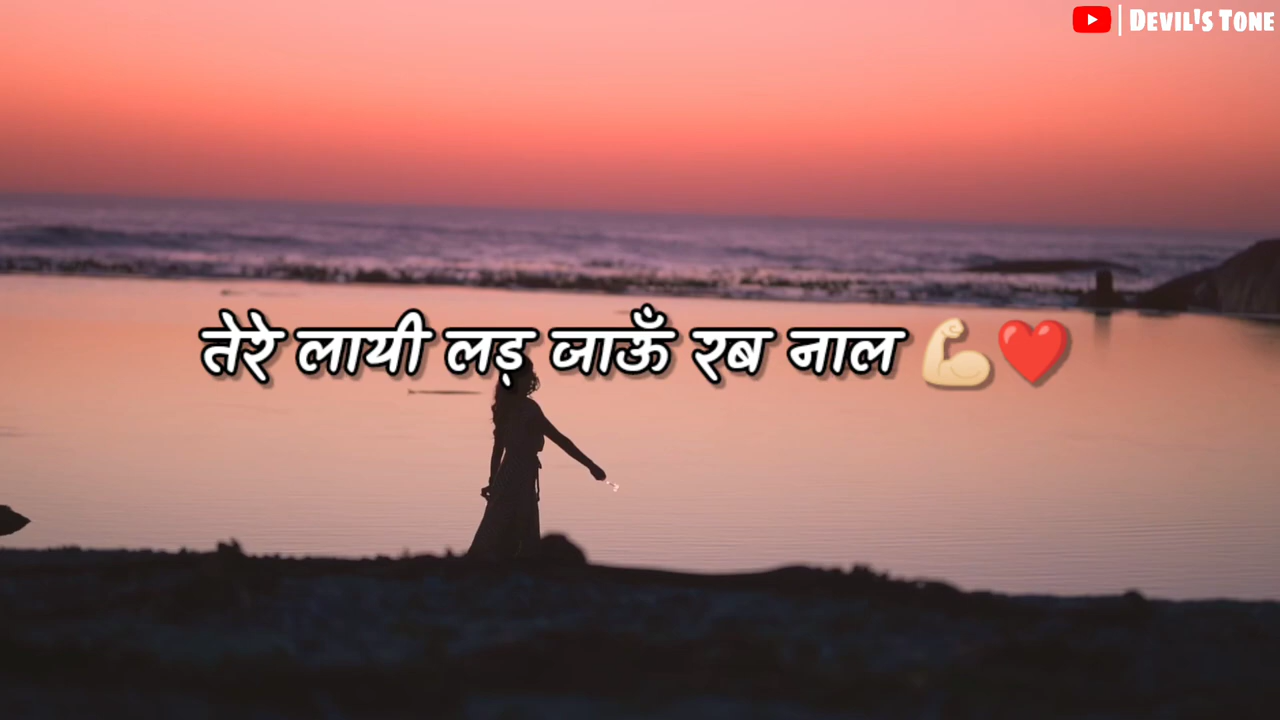 | Devil's Tone
तेरे लायी लड़ जाऊँ रब नाल 💪🏼❤️